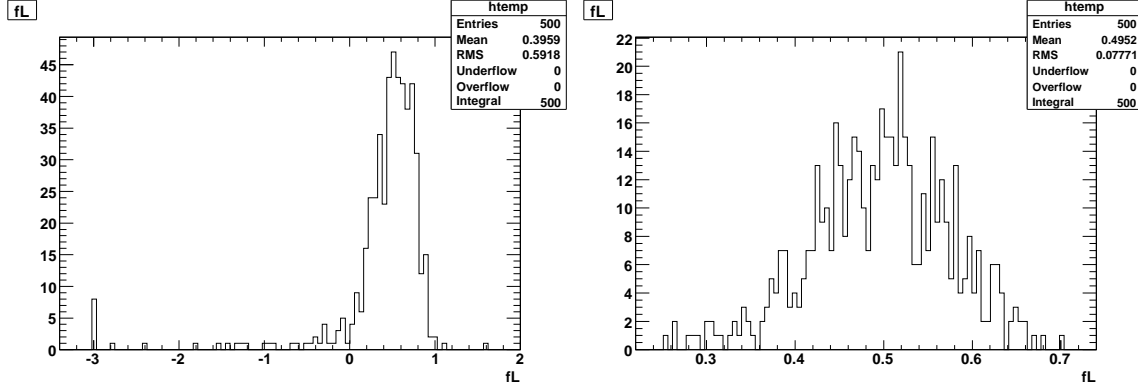 fL
htemp
Entries 500
Mean 0.3959
RMS 0.5918
Underflow 0
Overflow 0
Integral 500
45
40
35
30
25
20
15
10
5
0
-3 -2 -1 0 1 2
fL
fL
htemp
Entries 500
Mean 0.4952
RMS 0.07771
Underflow 0
Overflow 0
Integral 500
22
20
18
16
14
12
10
8
6
4
2
0
0.3 0.4 0.5 0.6 0.7
fL